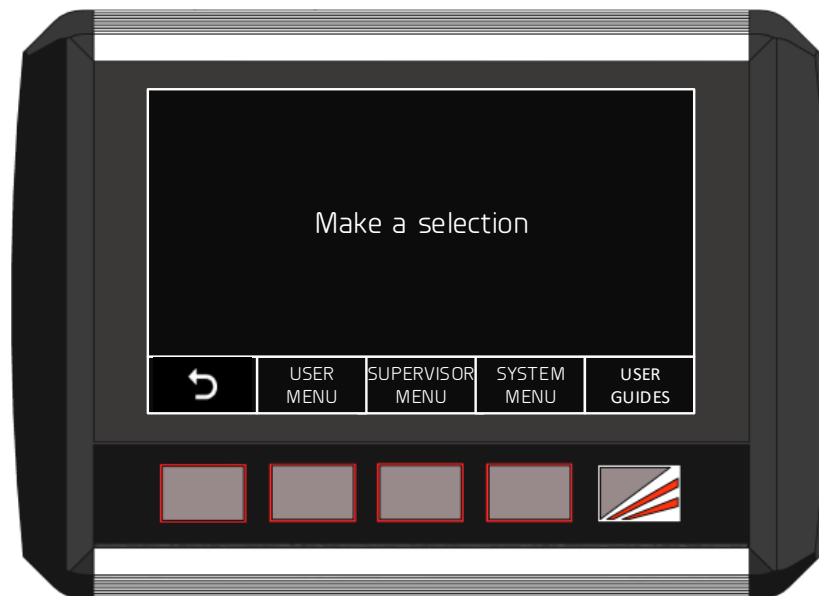 Make a selection
USER
MENU
SUPERVISOR
MENU
SYSTEM
MENU
USER
GUIDES